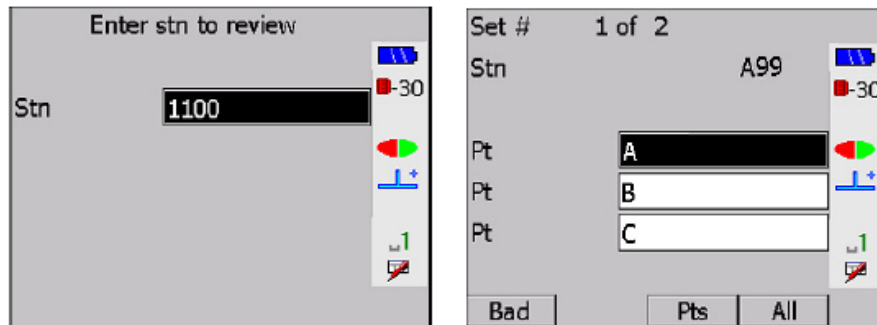 Enter stn to review
-30
Stn 1100
1
Set # 1 of 2
Stn A99
-30
Pt A
Pt B
Pt C
1
Bad Pts All